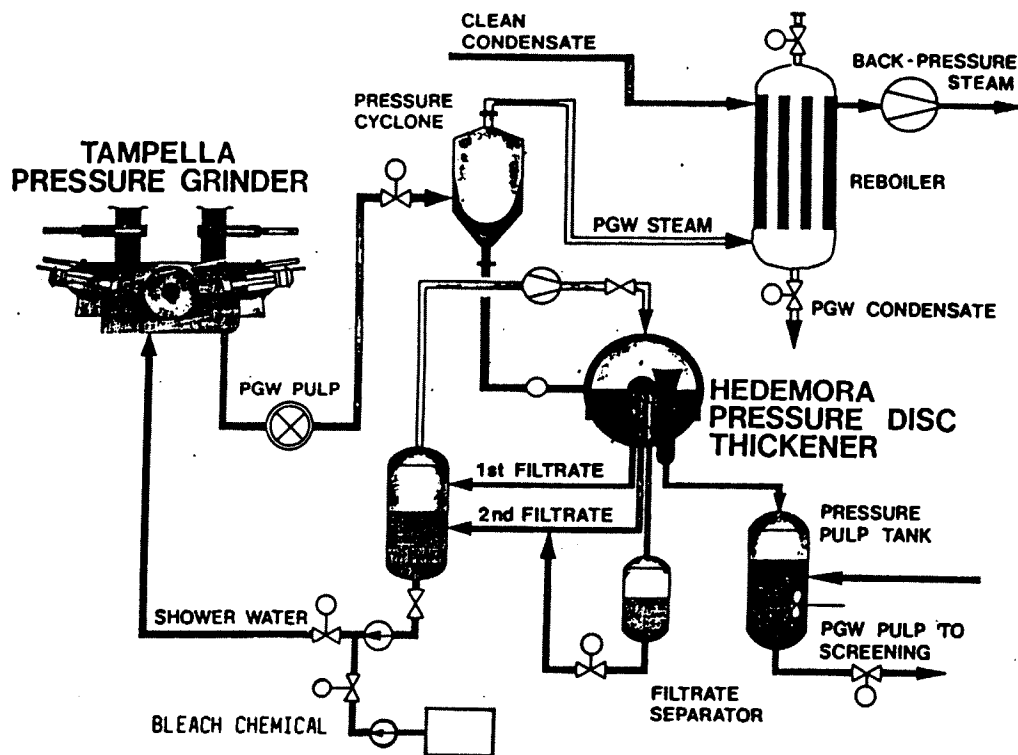 CLEAN
CONDENSATE
BACK-PRESSURE
STEAM
PRESSURE
CYCLONE
TAMPELLA
PRESSURE GRINDER
REBOILER
PGW STEAM
PGW CONDENSATE
PGW PULP
HEDEMORA
PRESSURE DISC
THICKENER
1st FILTRATE
2nd FILTRATE
PRESSURE
PULP TANK
SHOWER WATER
PGW PULP TO
SCREENING
FILTRATE
SEPARATOR
BLEACH CHEMICAL